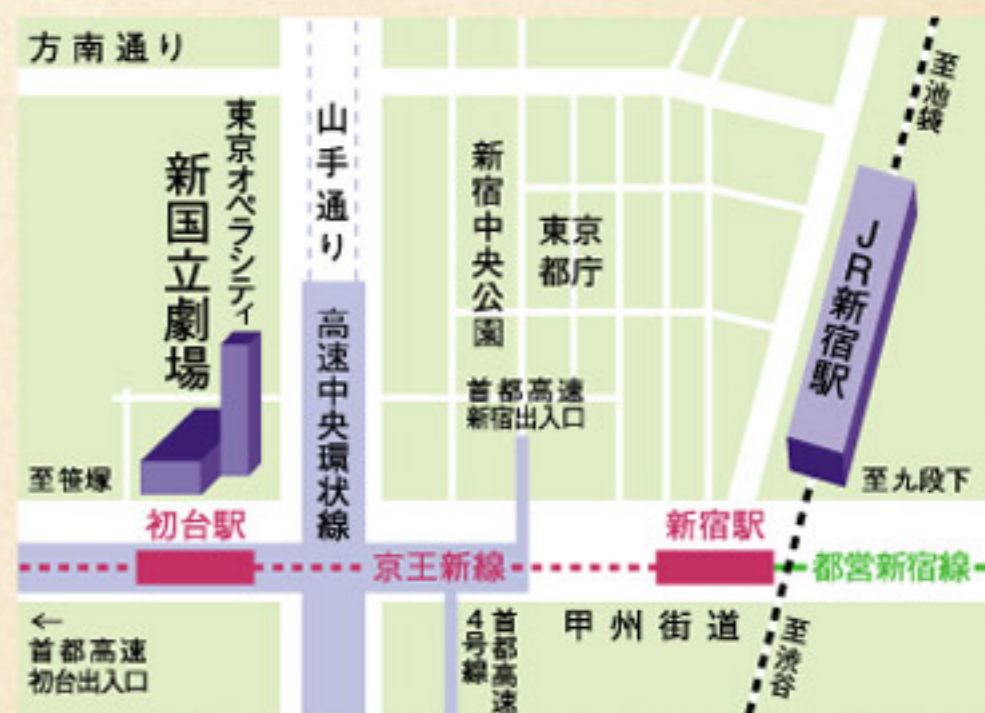 方南通り
至池袋
東京オペラシティ
新国立劇場
山手通り
新宿中央公園
東京
都庁
JR新宿駅
高速中央環状線
首都高速
新宿出入口
至笹塚
至九段下
初台駅
新宿駅
京王新線
都営新宿線
←
首都高速
初台出入口
首都高速
4号線
甲州街道
至渋谷